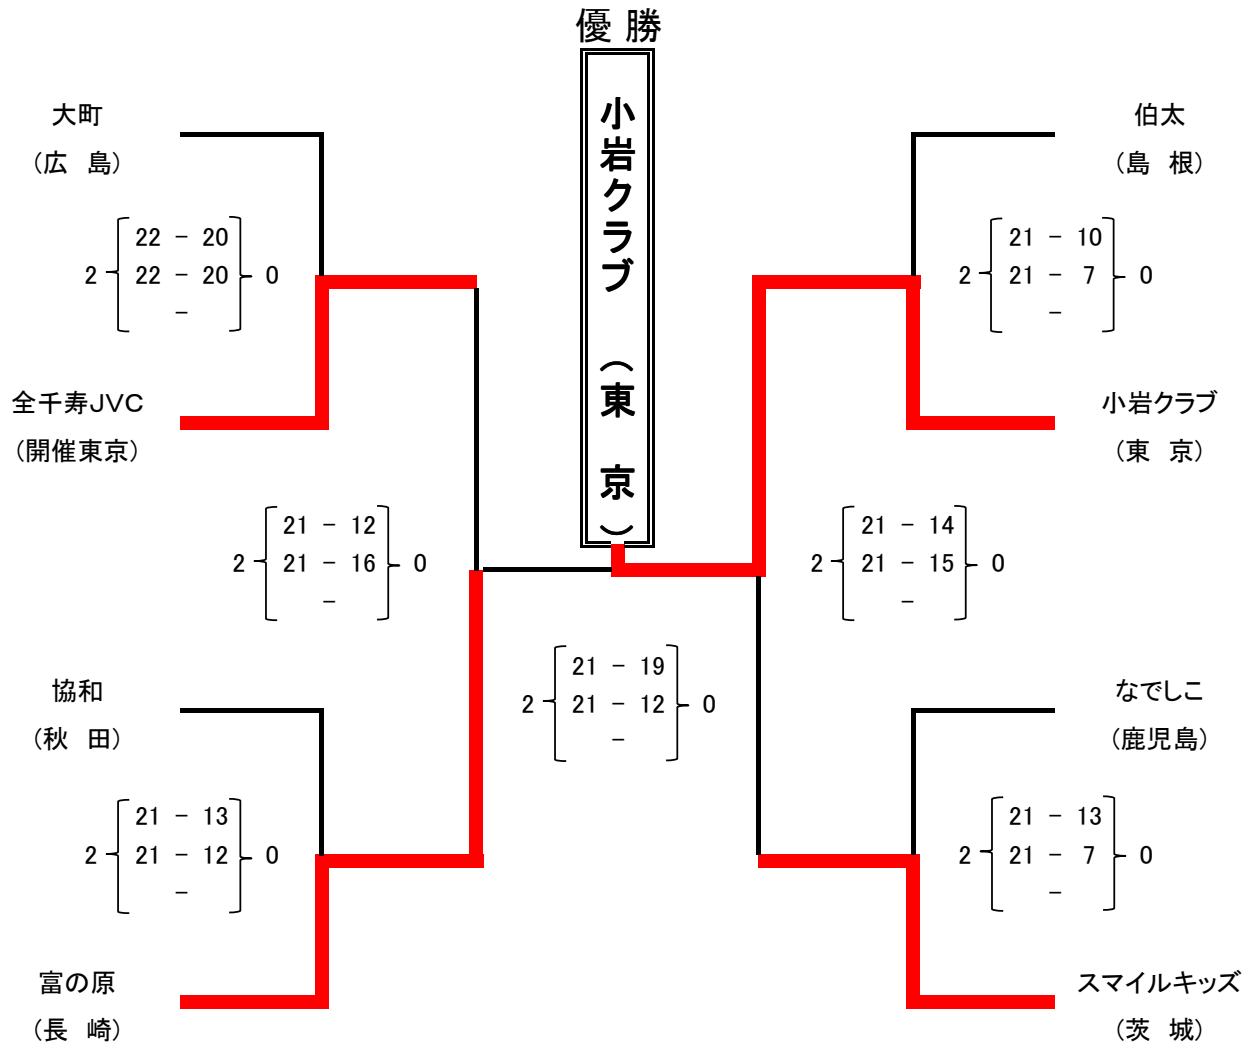 優勝
小岩クラブ （東 京）
大町
（広 島）
22 － 20
2 22 － 20 0
－
全千寿JVC
（開催東京）
21 － 12
2 21 － 16 0
－
協和
（秋 田）
21 － 13
2 21 － 12 0
－
富の原
（長 崎）
21 － 19
2 21 － 12 0
－
伯太
（島 根）
21 － 10
2 21 － 7 0
－
小岩クラブ
（東 京）
21 － 14
2 21 － 15 0
－
なでしこ
（鹿児島）
21 － 13
2 21 － 7 0
－
スマイルキッズ
（茨 城）